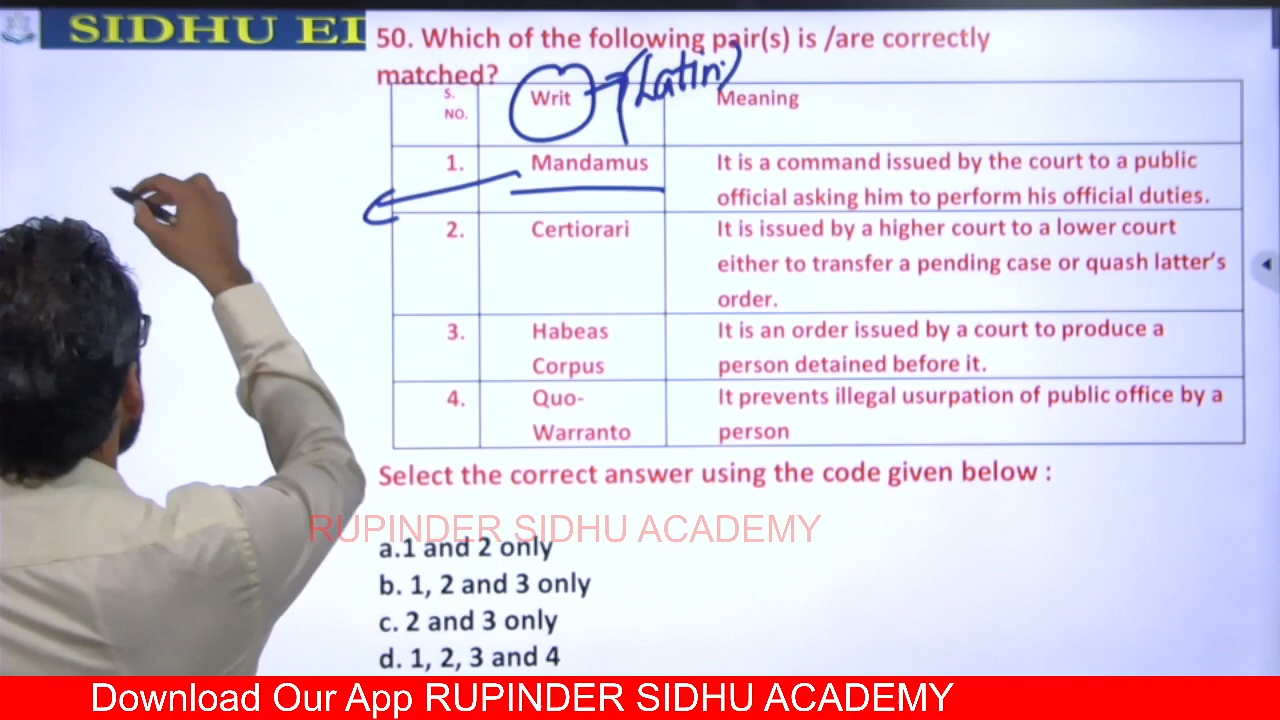 SIDHU EI
50. Which of the following pair(s) is /are correctly
matched?
(Latin)
S.
NO.
Writ
Meaning
1.
Mandamus
It is a command issued by the court to a public
official asking him to perform his official duties.
2.
Certiorari
It is issued by a higher court to a lower court
either to transfer a pending case or quash latter's
order.
3.
Habeas
Corpus
It is an order issued by a court to produce a
person detained before it.
4.
Quo-
Warranto
It prevents illegal usurpation of public office by a
person
Select the correct answer using the code given below :
RUPINDER SIDHU ACADEMY
a.1 and 2 only
b. 1, 2 and 3 only
c. 2 and 3 only
d. 1, 2, 3 and 4
Download Our App RUPINDER SIDHU ACADEMY